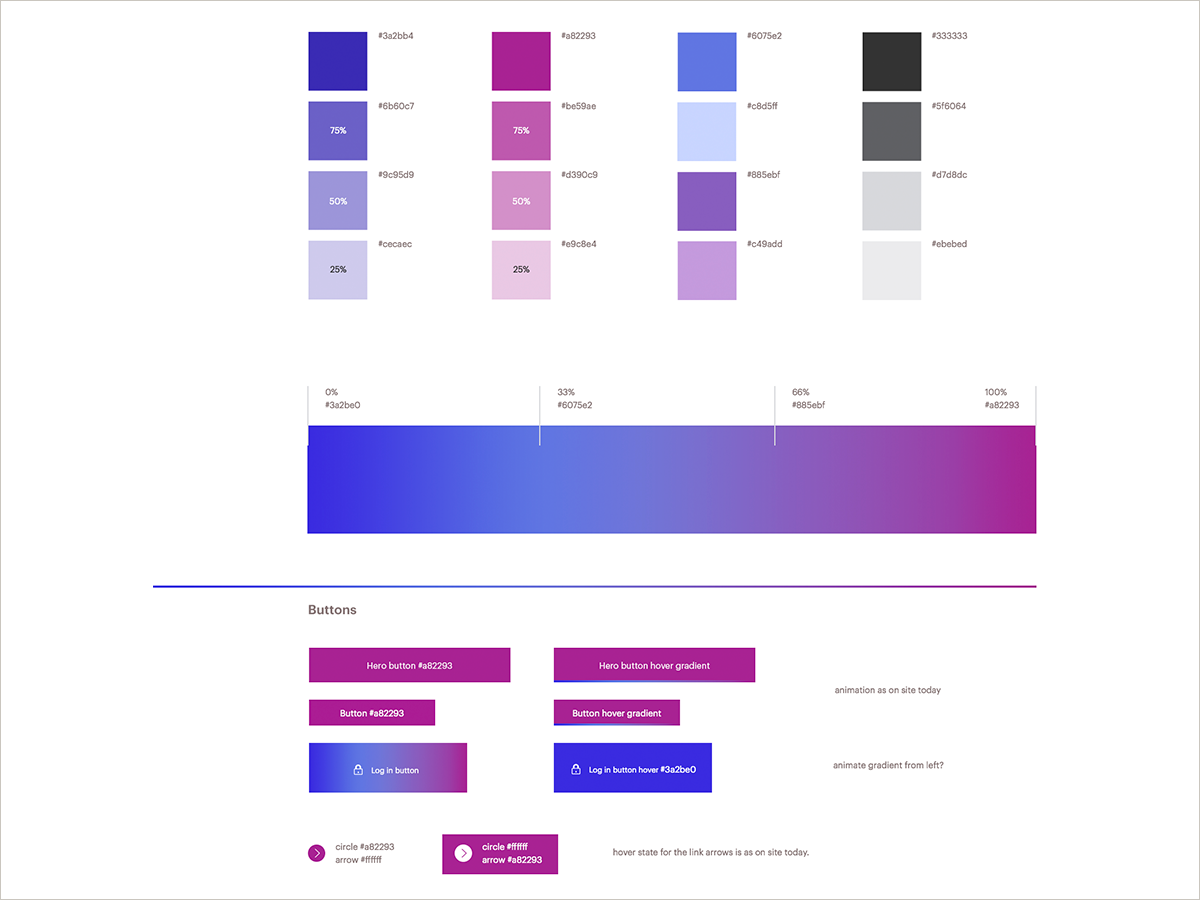 #3a2bb4
#a82293
#6075e2
#333333
#6b60c7
75%
#be59ae
75%
#c8d5ff
#5f6064
#9c95d9
50%
#d390c9
50%
#885ebf
#d7d8dc
#cecaec
25%
#e9c8e4
25%
#c49add
#ebebed
0%
#3a2be0
33%
#6075e2
66%
#885ebf
100%
#a82293
Buttons
Hero button #a82293
Hero button hover gradient
animation as on site today
Button #a82293
Button hover gradient
Log in button
Log in button hover #3a2be0
animate gradient from left?
circle #a82293
arrow #ffffff
circle #ffffff
arrow #a82293
hover state for the link arrows is as on site today.